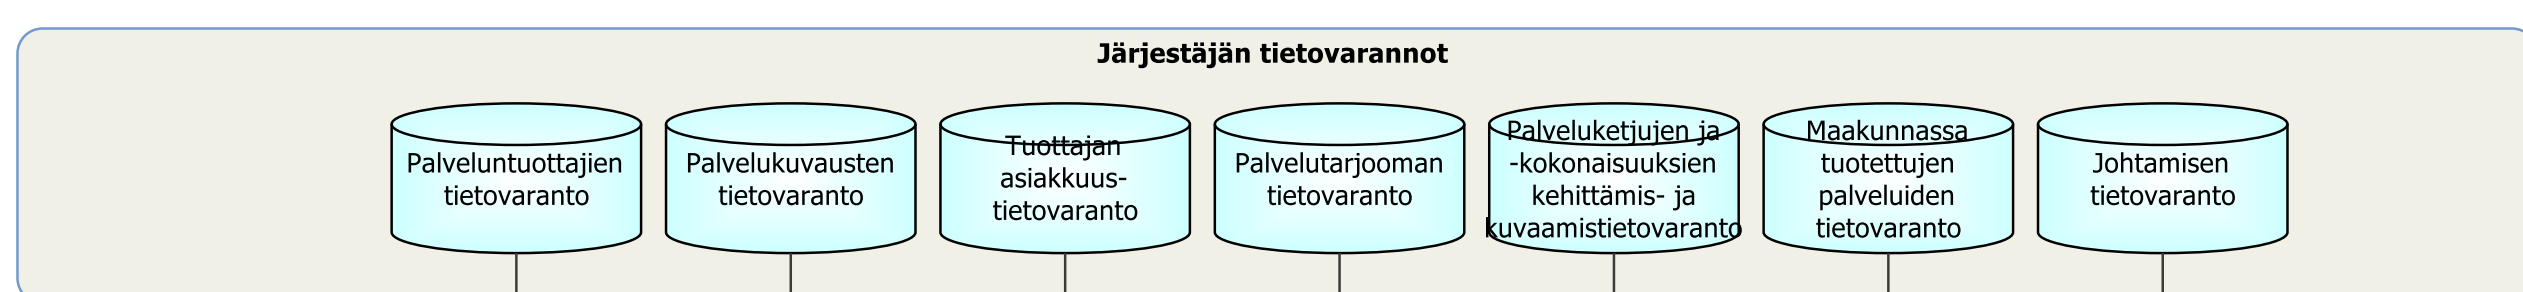 Järjestäjän tietovarannot
Palveluntuottajien
tietovaranto
Palvelukuvausten
tietovaranto
Tuottajan
asiakkuus-
tietovaranto
Palvelutarjooman
tietovaranto
Palveluketjujen ja
-kokonaisuuksien
kehittämis- ja
kuvaamistietovaranto
Maakunnassa
tuotettujen
palveluiden
tietovaranto
Johtamisen
tietovaranto